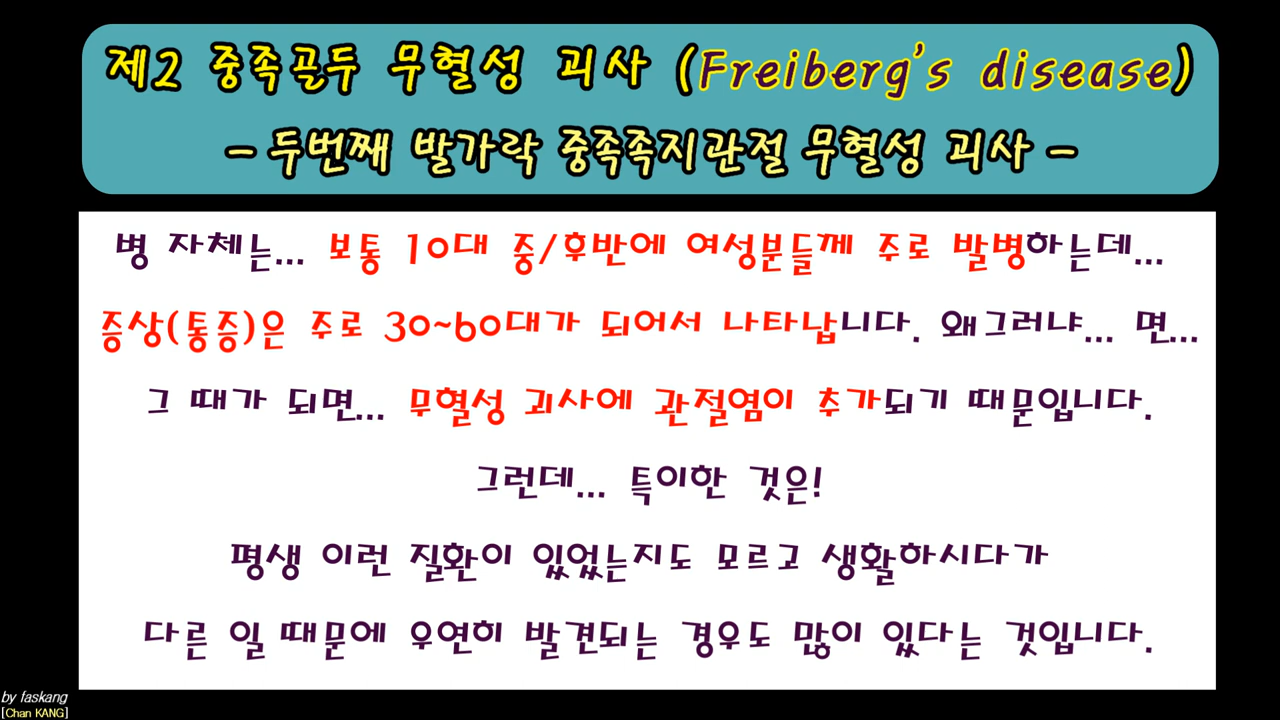 제2 중족골두 무혈성 괴사 (Freiberg's disease)
- 두번째 발가락 중족족지관절 무혈성 괴사 -
병 자체는... 보통 10대 중/후반에 여성분들께 주로 발병하는데...
증상(통증)은 주로 30~60대가 되어서 나타납니다. 왜그러냐... 면...
그 때가 되면... 무혈성 괴사에 관절염이 추가되기 때문입니다.
그런데... 특이한 것은!
평생 이런 질환이 있었는지도 모르고 생활하시다가
다른 일 때문에 우연히 발견되는 경우도 많이 있다는 것입니다.
by faskang
[Chan KANG]